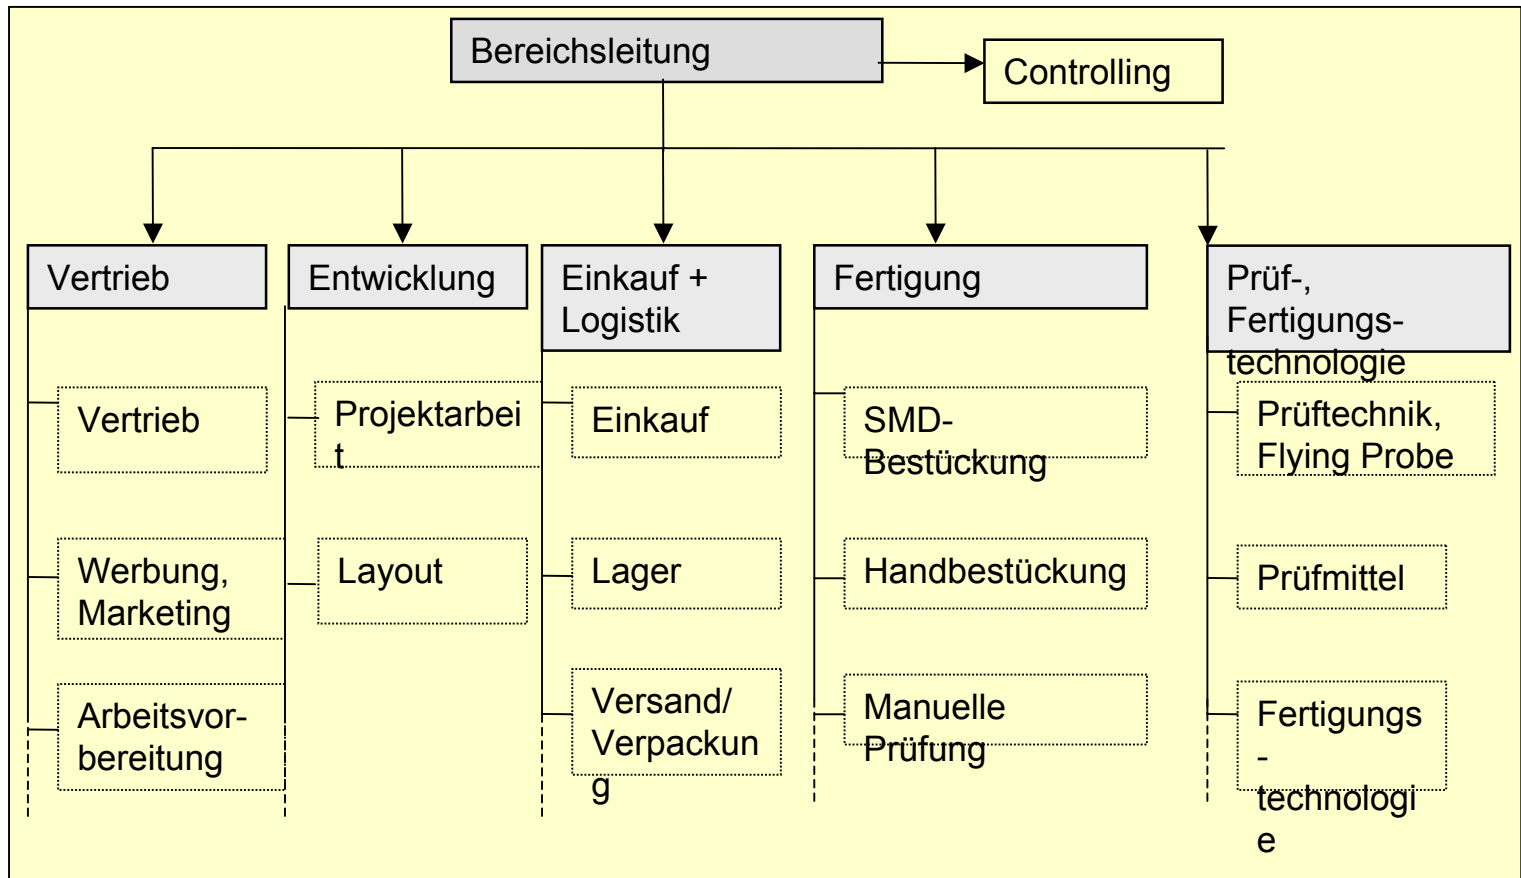 Bereichsleitung
Controlling
Vertrieb
Entwicklung
Einkauf +
Logistik
Fertigung
Prüf-,
Fertigungs-
technologie
Vertrieb
Werbung,
Marketing
Arbeitsvor-
bereitung
Projektarbei
t
Layout
Einkauf
Lager
Versand/
Verpackun
g
SMD-
Bestückung
Handbestückung
Manuelle
Prüfung
Prüftechnik,
Flying Probe
Prüfmittel
Fertigungs
-
technologi
e